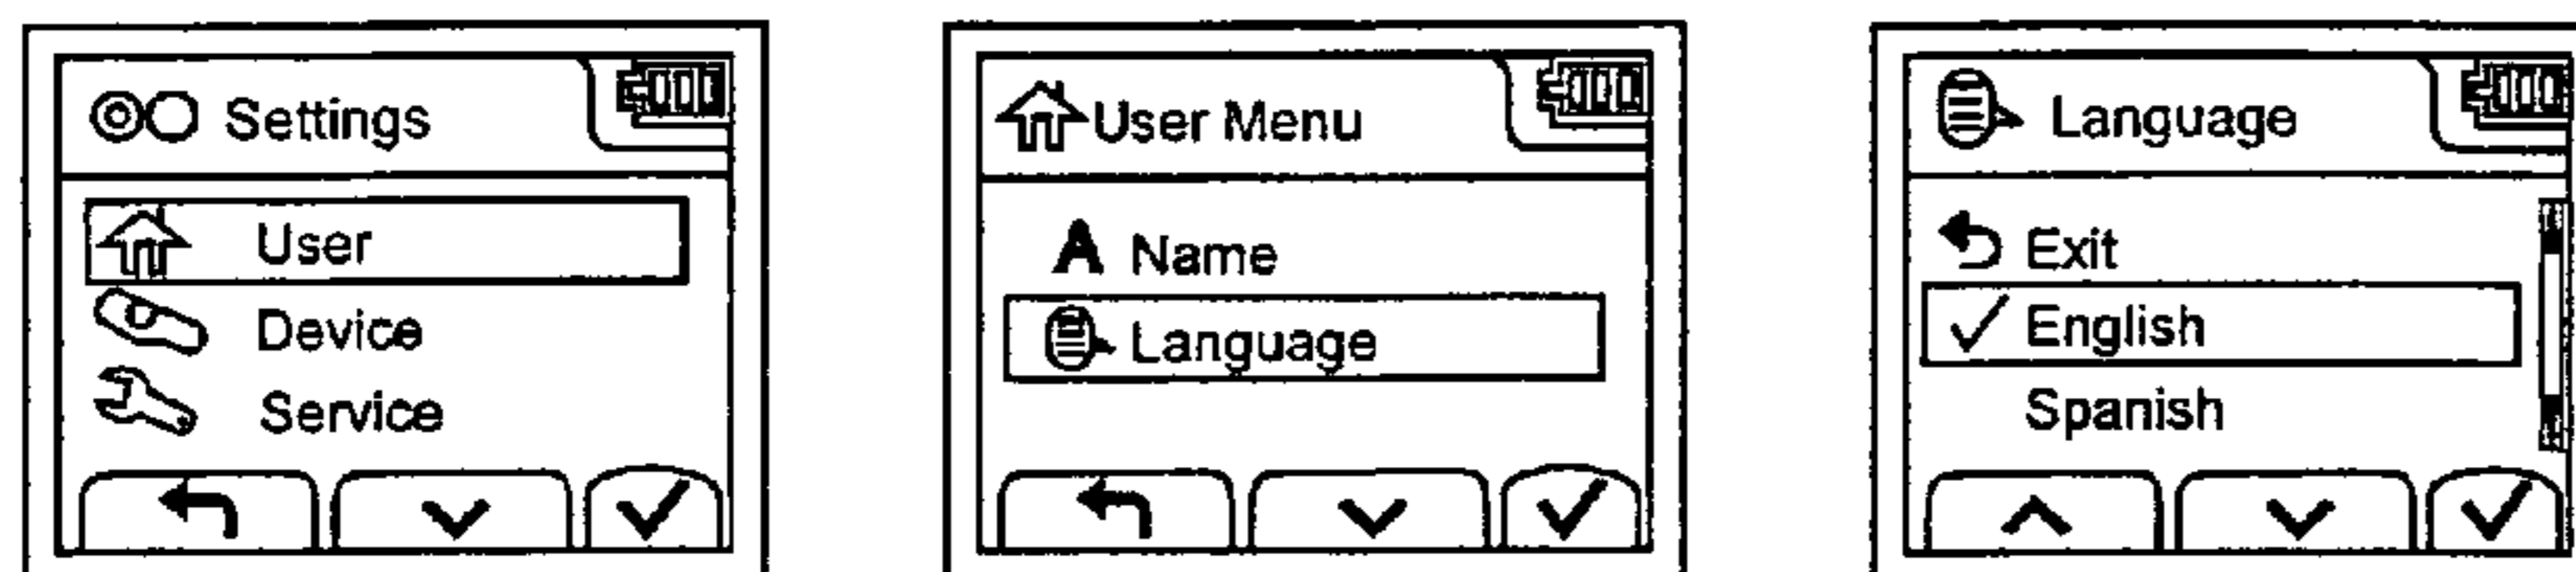 Settings
User
Device
Service
User Menu
A Name
Language
Language
Exit
English
Spanish